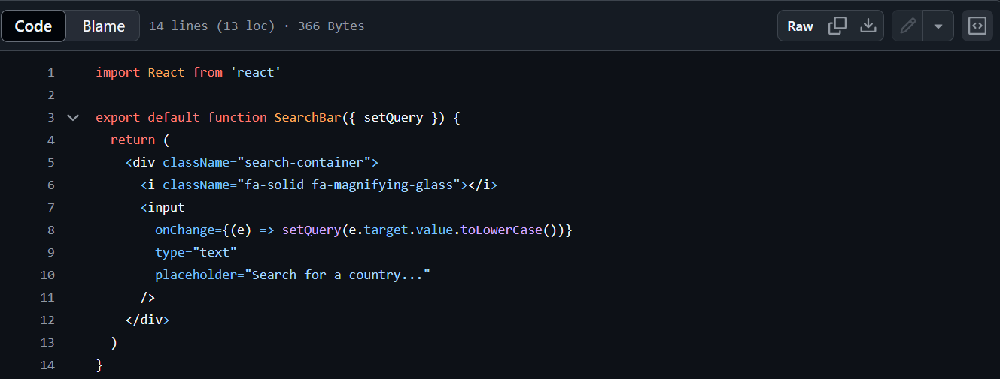 Code Blame 14 lines (13 loc) · 366 Bytes Raw
1 import React from 'react'
2
3 export default function SearchBar({ setQuery }) {
4   return (
5     <div className="search-container">
6       <i className="fa-solid fa-magnifying-glass"></i>
7       <input
8         onChange={(e) => setQuery(e.target.value.toLowerCase())}
9         type="text"
10         placeholder="Search for a country..."
11       />
12     </div>
13   )
14 }